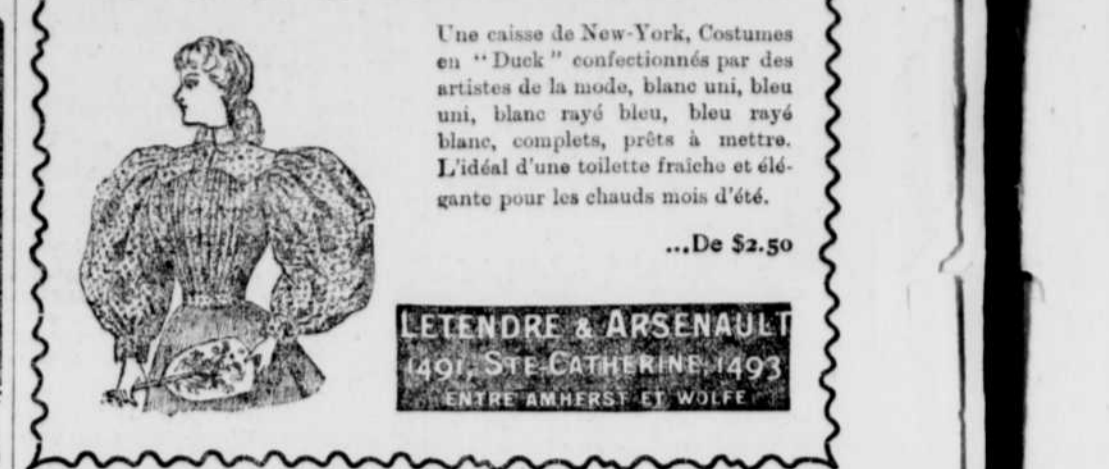 Une caisse de New-York, Costumes
en “Duck” confectionnés par des
artistes de la mode, blanc uni, bleu
uni, blanc rayé bleu, bleu rayé
blanc, complets, prêts à mettre.
L'idéal d'une toilette fraîche et élé-
gante pour les chauds mois d'été.
...De $2.50
LETENDRE & ARSENAULT
1491, STE-CATHERINE, 1493
ENTRE AMHERST ET WOLFE